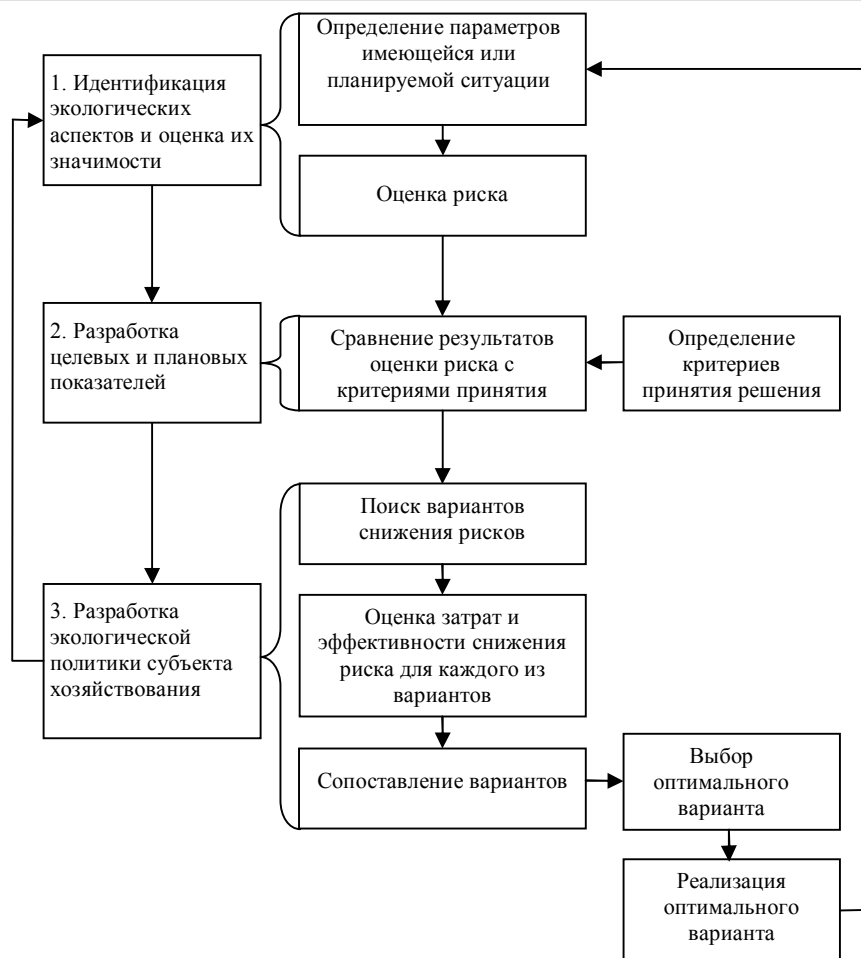 Определение параметров
имеющейся или
планируемой ситуации
1. Идентификация
экологических
аспектов и оценка их
значимости
Оценка риска
2. Разработка
целевых и плановых
показателей
Сравнение результатов
оценки риска с
критериями принятия
Определение
критериев
принятия решения
Поиск вариантов
снижения рисков
3. Разработка
экологической
политики субъекта
хозяйствования
Оценка затрат и
эффективности снижения
риска для каждого из
вариантов
Сопоставление вариантов
Выбор
оптимального
варианта
Реализация
оптимального
варианта